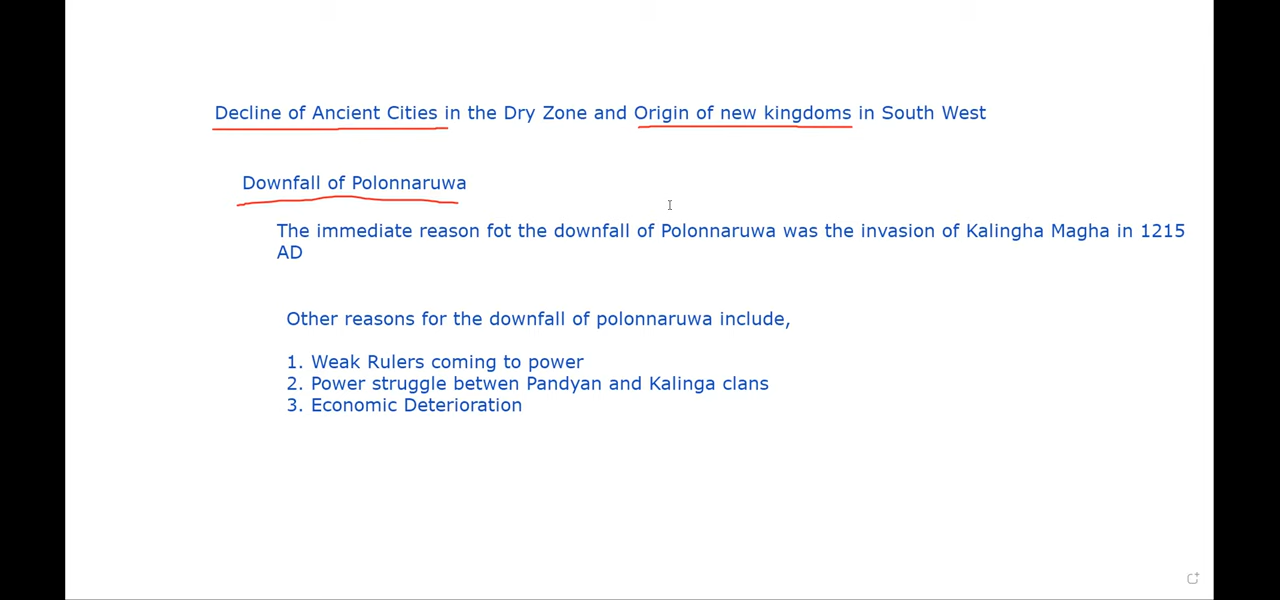 Decline of Ancient Cities in the Dry Zone and Origin of new kingdoms in South West
Downfall of Polonnaruwa
The immediate reason fot the downfall of Polonnaruwa was the invasion of Kalingha Magha in 1215
AD
Other reasons for the downfall of polonnaruwa include,
1. Weak Rulers coming to power
2. Power struggle betwen Pandyan and Kalinga clans
3. Economic Deterioration